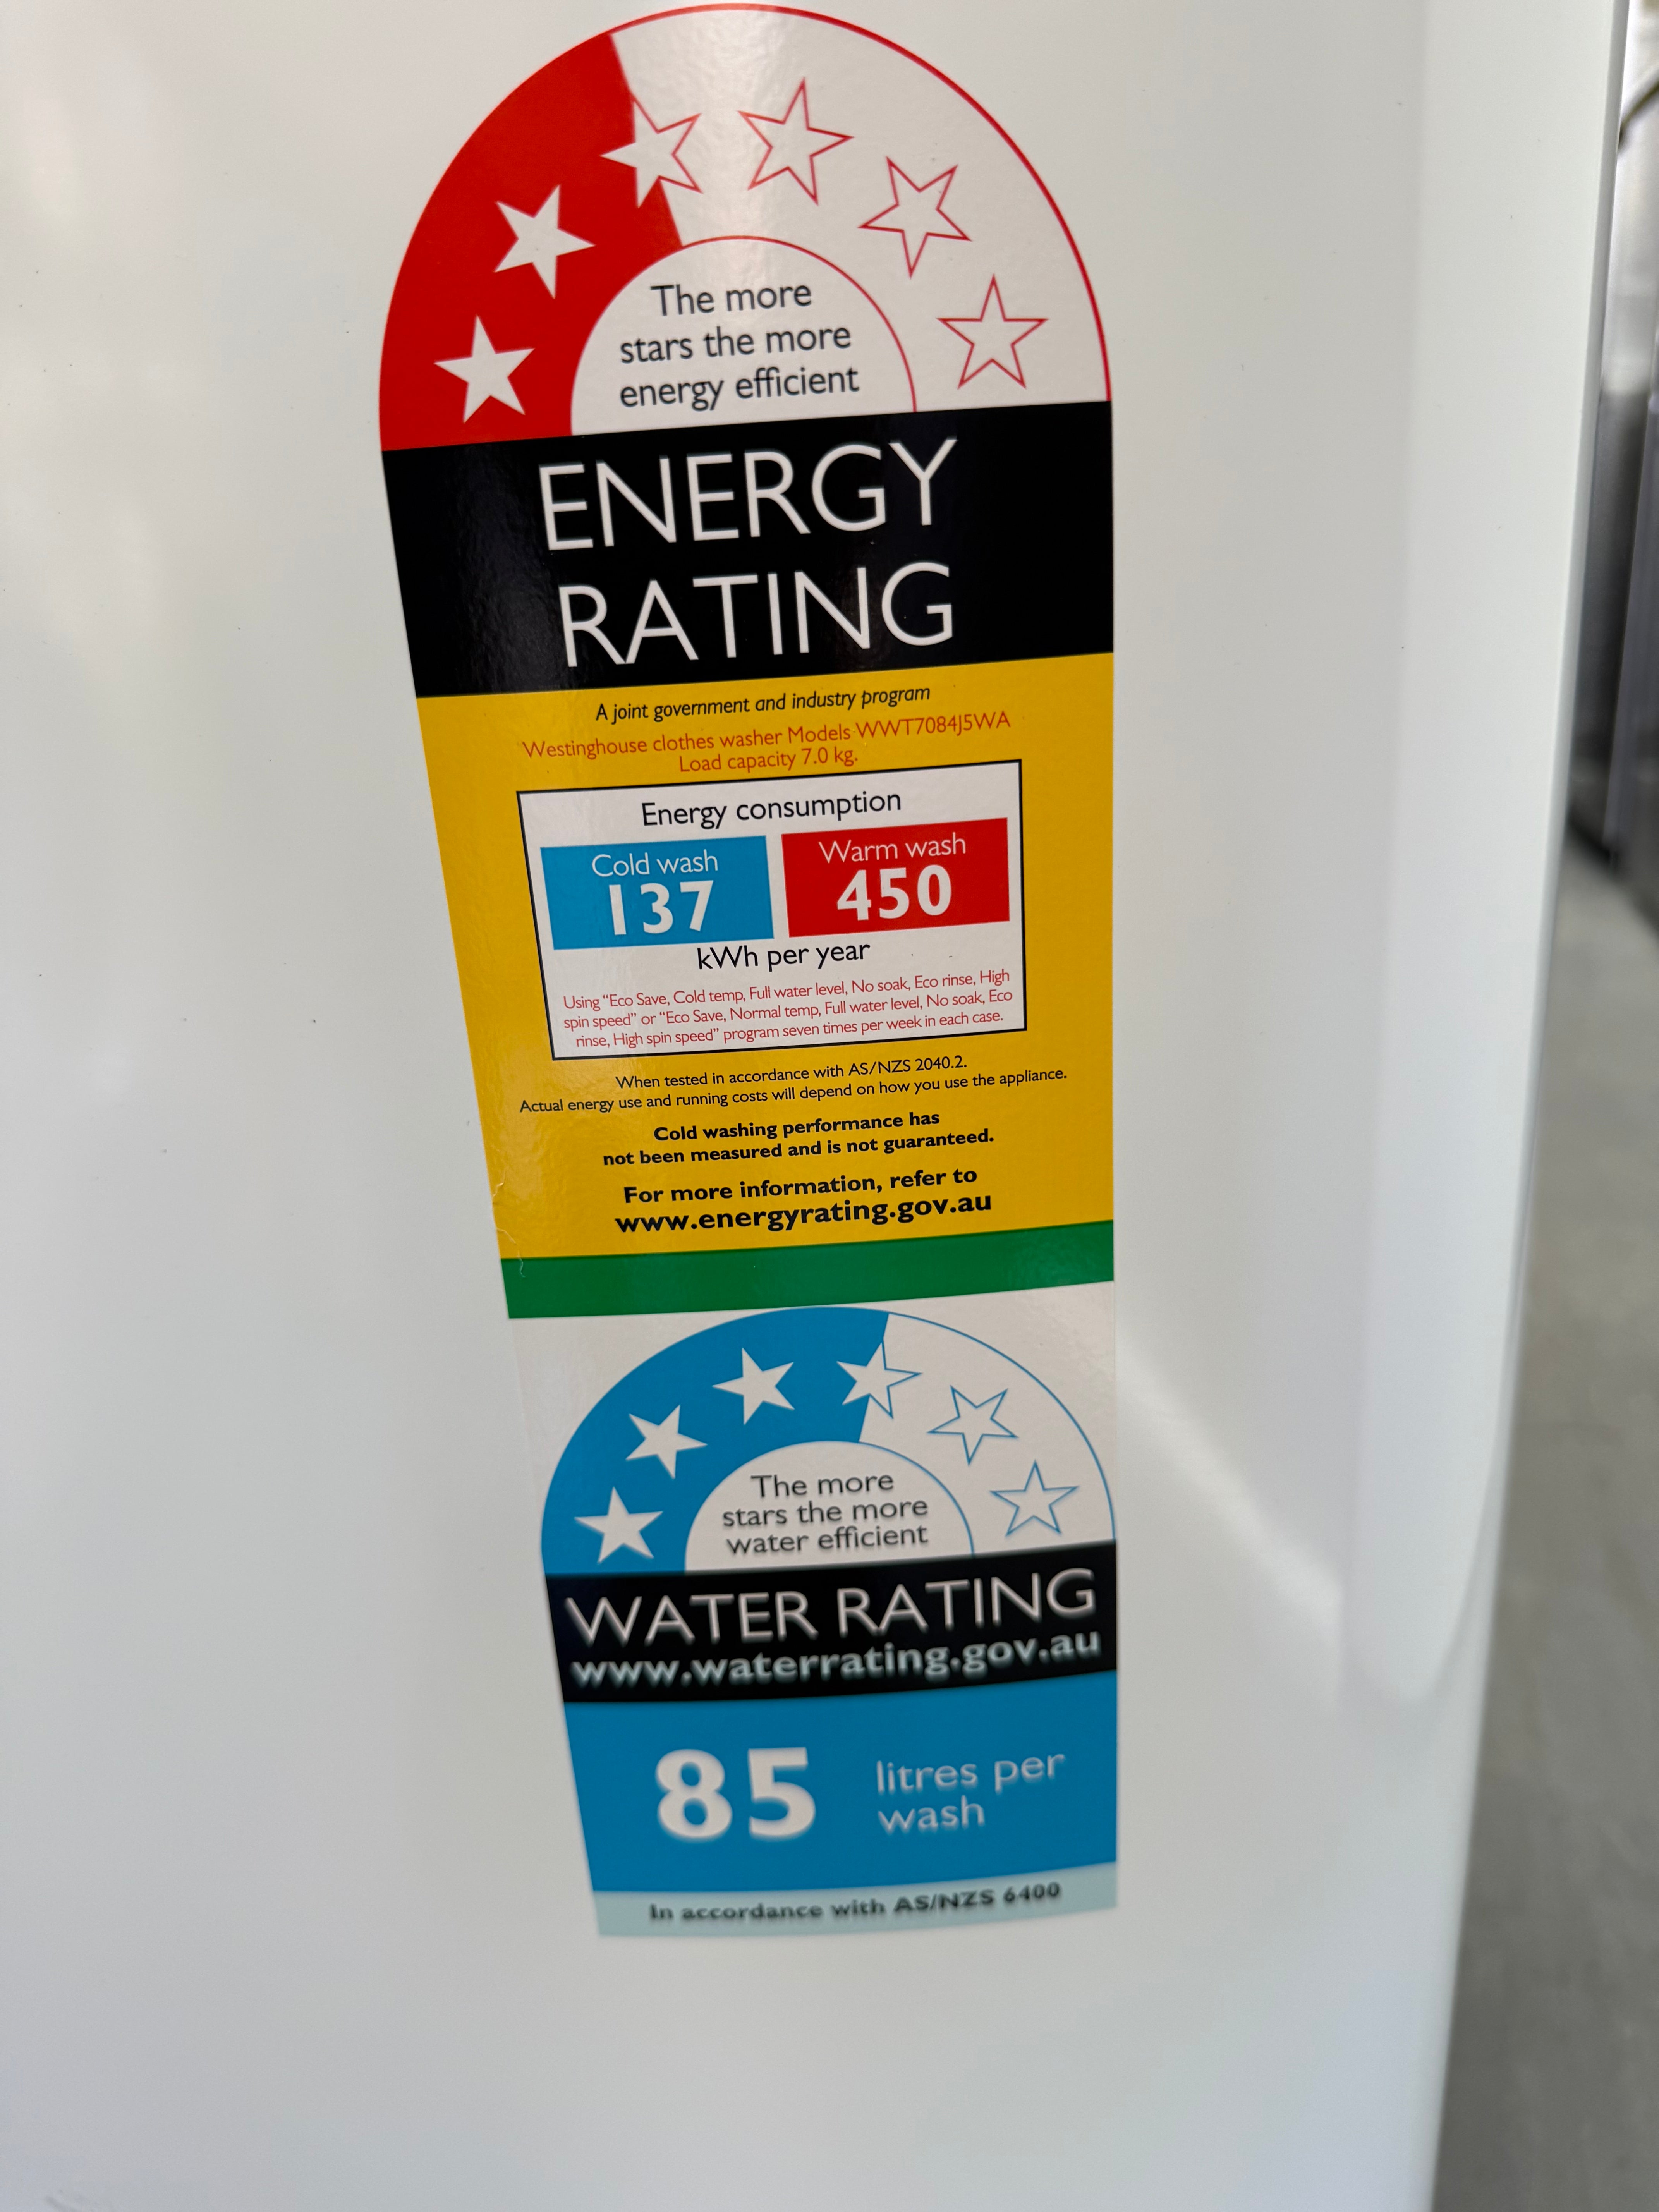 The more
stars the more
energy efficient
ENERGY
RATING
A joint government and industry program
Westinghouse clothes washer Models WWT7084J5WA
Load capacity 7.0 kg.
Energy consumption
Cold wash Warm wash
137 450
kWh per year
Using "Eco Save, Cold temp, Full water level, No soak, Eco rinse, High
spin speed" or "Eco Save, Normal temp, Full water level, No soak, Eco
rinse, High spin speed" program seven times per week in each case.
When tested in accordance with AS/NZS 2040.2.
Actual energy use and running costs will depend on how you use the appliance.
Cold washing performance has
not been measured and is not guaranteed.
For more information, refer to
www.energyrating.gov.au
The more
stars the more
water efficient
WATER RATING
www.waterrating.gov.au
85 litres per
wash
In accordance with AS/NZS 6400